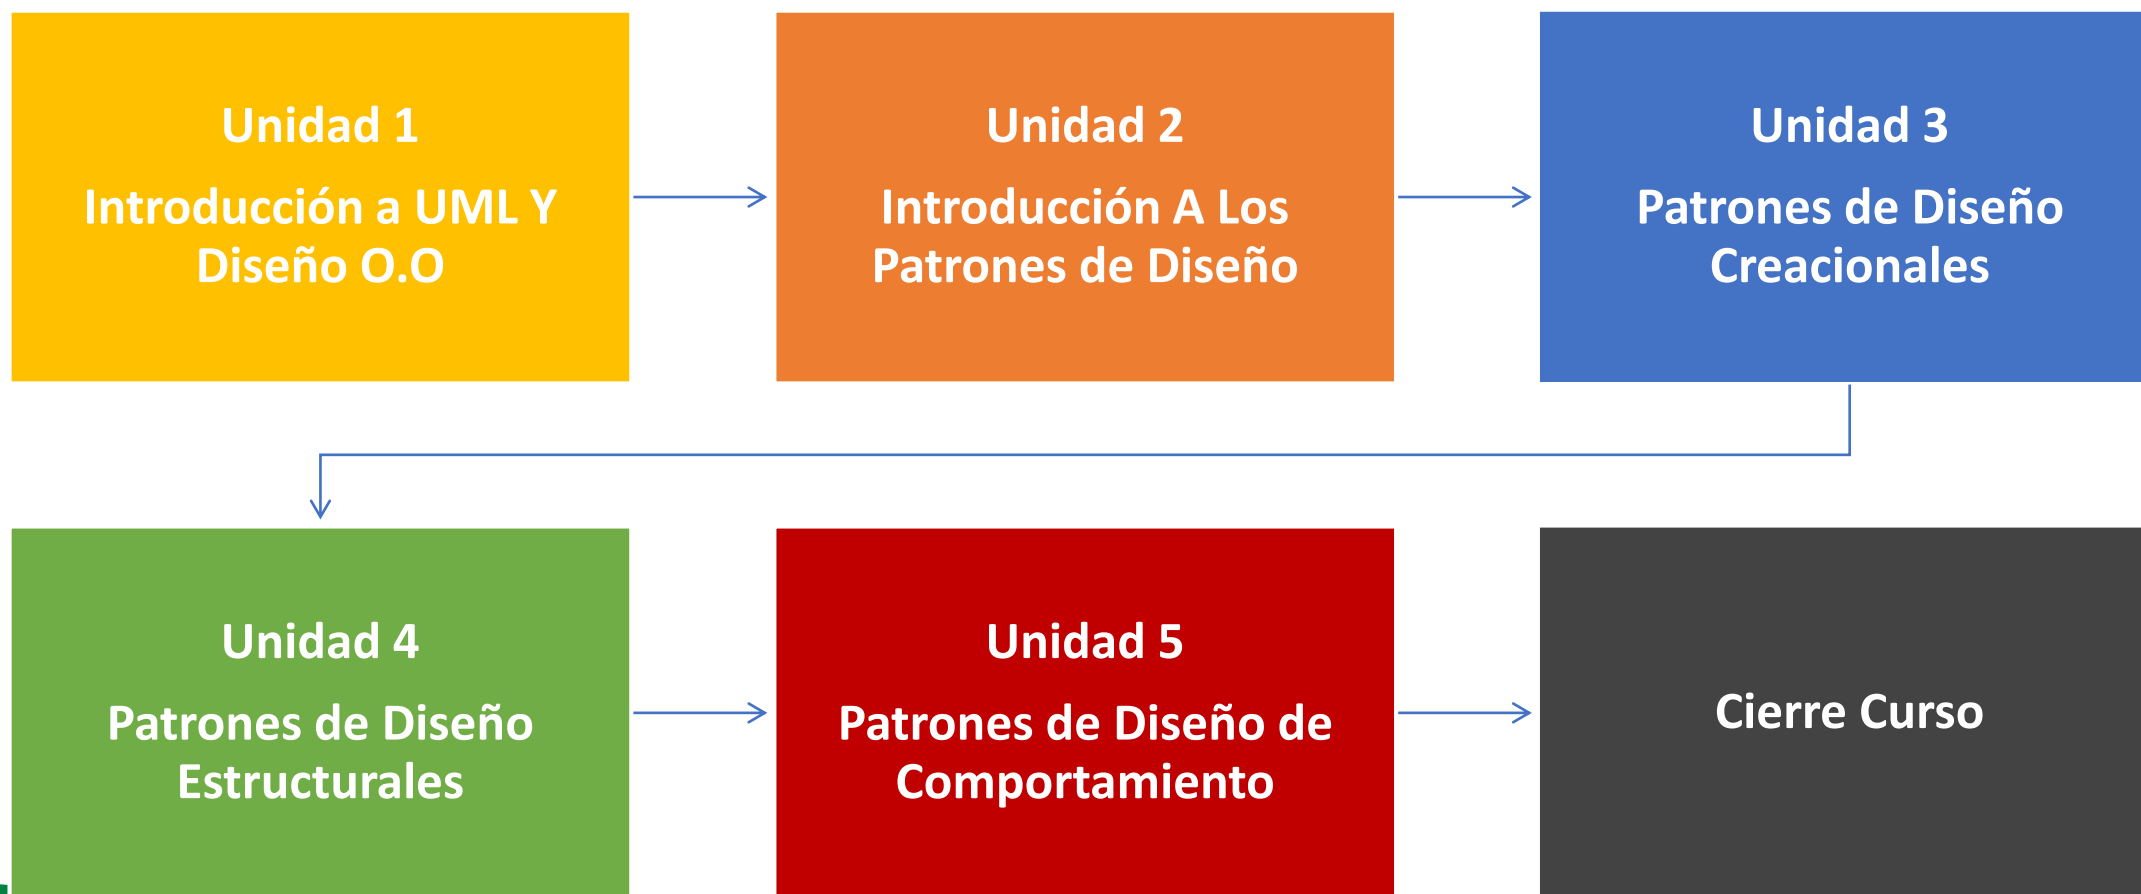 Unidad 1
Introducción a UML Y
Diseño O.O
Unidad 2
Introducción A Los
Patrones de Diseño
Unidad 3
Patrones de Diseño
Creacionales
Unidad 4
Patrones de Diseño
Estructurales
Unidad 5
Patrones de Diseño de
Comportamiento
Cierre Curso